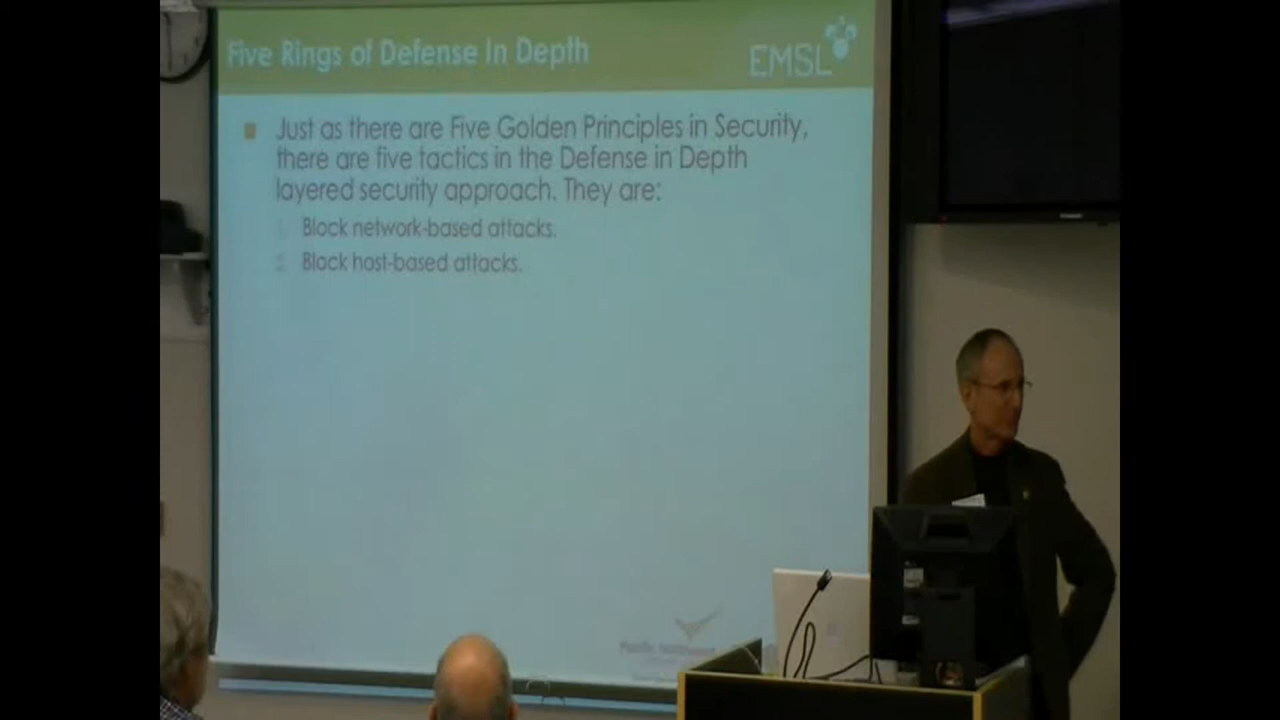 Five Rings of Defense In Depth
EMSL
Just as there are Five Golden Principles in Security,
there are five tactics in the Defense in Depth
layered security approach. They are:
Block network-based attacks.
2 Block host-based attacks.
Pacific Northwest